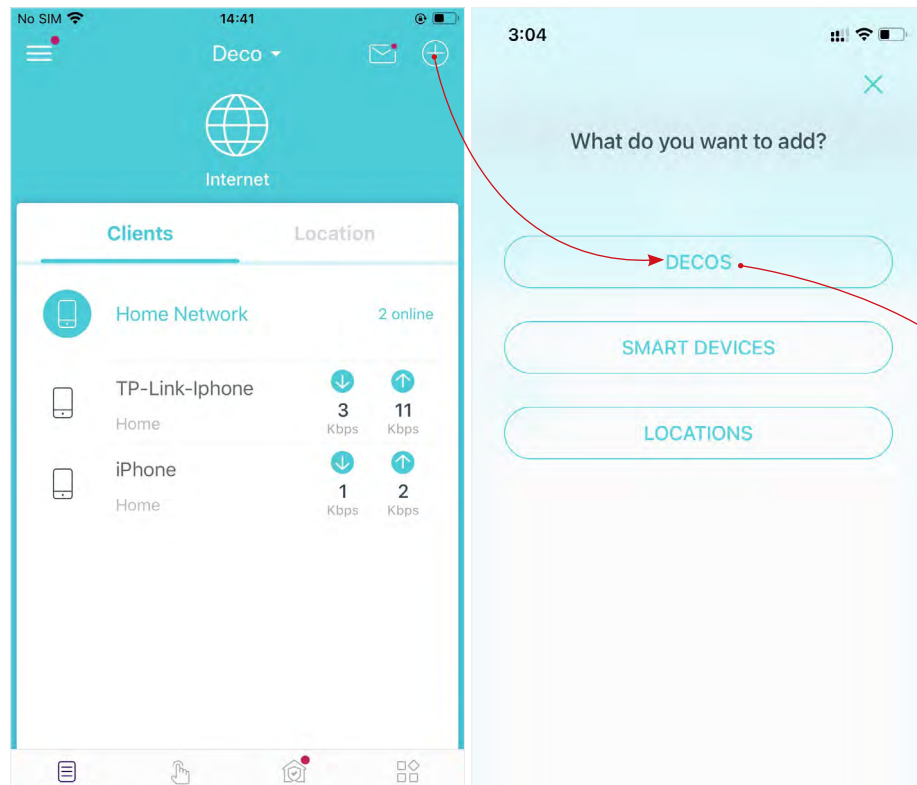 No SIM 14:41
Deco
Internet
Clients Location
Home Network 2 online
TP-Link-Iphone
Home
3 11
Kbps Kbps
iPhone
Home
1 2
Kbps Kbps
3:04
What do you want to add?
DECOS
SMART DEVICES
LOCATIONS